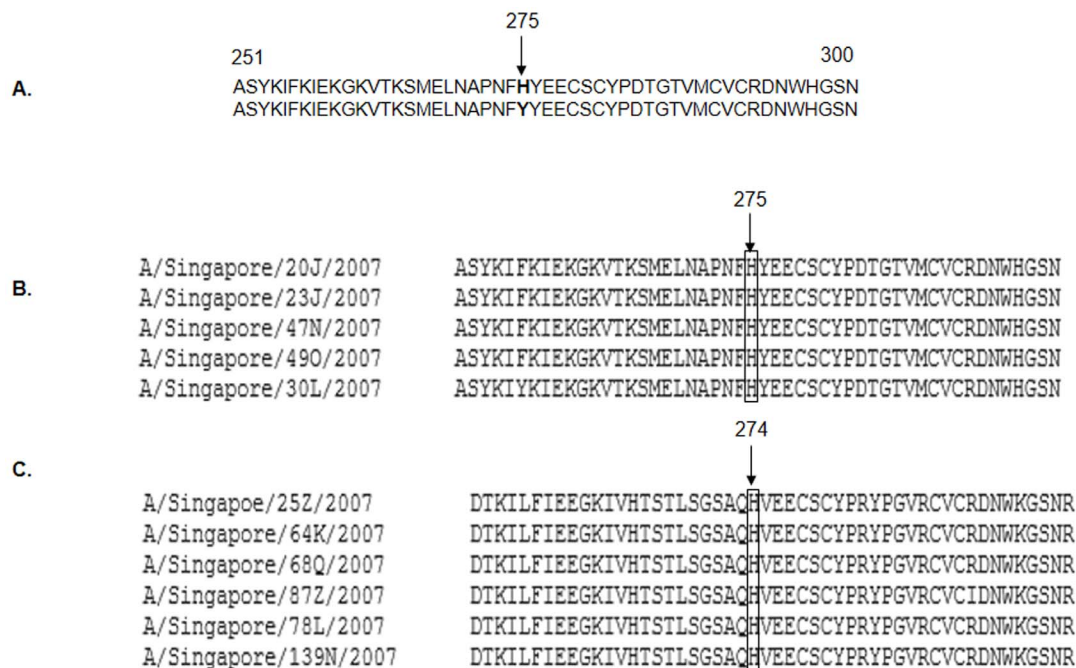 275
251 300
A. ASYKIFKIEKGKVTKSMELNAPNFHYEECSCYPDTGTVMCVCRDNWHGSN
ASYKIFKIEKGKVTKSMELNAPNFYYEECSCYPDTGTVMCVCRDNWHGSN
275
B.
A/Singapore/20J/2007 ASYKIFKIEKGKVTKSMELNAPNFHYEECSCYPDTGTVMCVCRDNWHGSN
A/Singapore/23J/2007 ASYKIFKIEKGKVTKSMELNAPNFHYEECSCYPDTGTVMCVCRDNWHGSN
A/Singapore/47N/2007 ASYKIFKIEKGKVTKSMELNAPNFHYEECSCYPDTGTVMCVCRDNWHGSN
A/Singapore/49O/2007 ASYKIFKIEKGKVTKSMELNAPNFHYEECSCYPDTGTVMCVCRDNWHGSN
A/Singapore/30L/2007 ASYKIYKIEKGKVTKSMELNAPNFHYEECSCYPDTGTVMCVCRDNWHGSN
274
C.
A/Singapoe/25Z/2007 DTKILFIEEGKIVHTSTLSGSAQHVEECSCYPRYPGVRCVCRDNWKGSNR
A/Singapore/64K/2007 DTKILFIEEGKIVHTSTLSGSAQHVEECSCYPRYPGVRCVCRDNWKGSNR
A/Singapore/68Q/2007 DTKILFIEEGKIVHTSTLSGSAQHVEECSCYPRYPGVRCVCRDNWKGSNR
A/Singapore/87Z/2007 DTKILFIEEGKIVHTSTLSGSAQHVEECSCYPRYPGVRCVCIDNWKGSNR
A/Singapore/78L/2007 DTKILFIEEGKIVHTSTLSGSAQHVEECSCYPRYPGVRCVCRDNWKGSNR
A/Singapore/139N/2007 DTKILFIEEGKIVHTSTLSGSAQHVEECSCYPRYPGVRCVCRDNWKGSNR